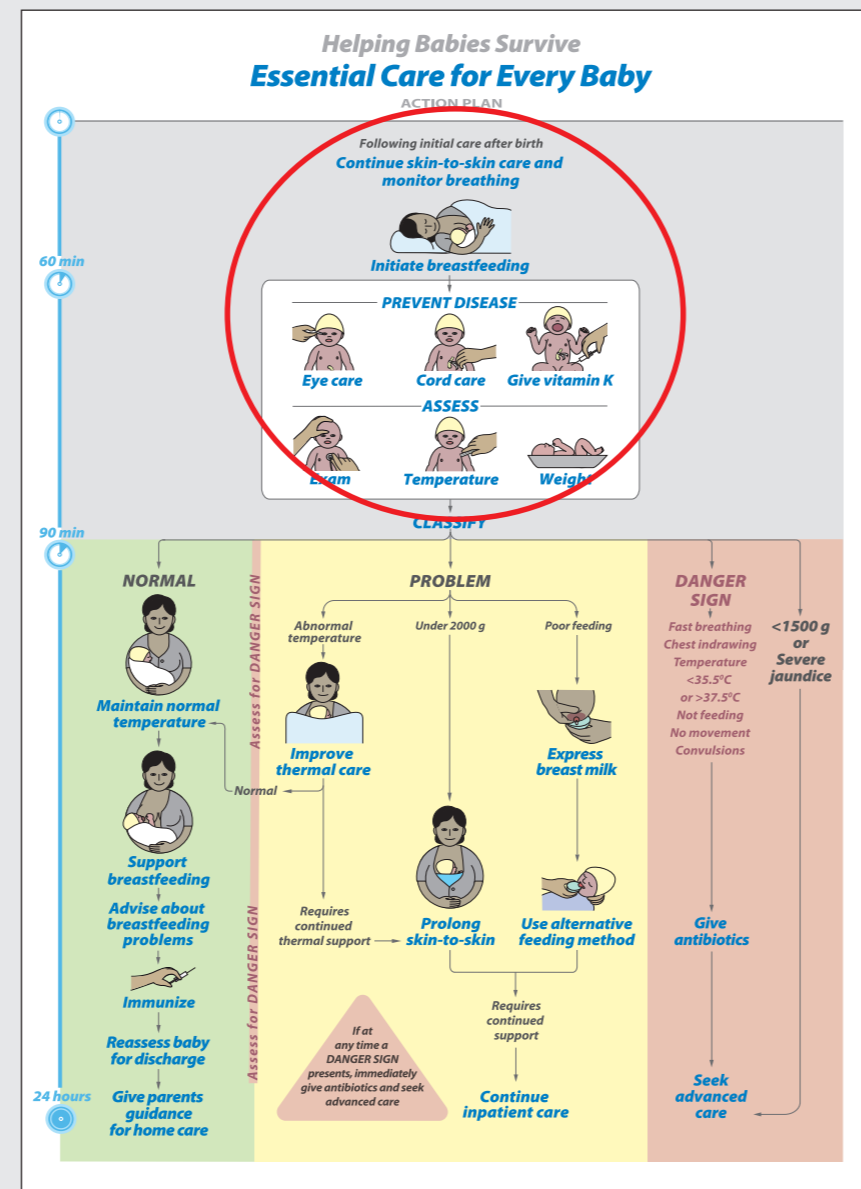 Helping Babies Survive
Essential Care for Every Baby
ACTION PLAN
Following initial care after birth
Continue skin-to-skin care and
monitor breathing
60 min
Initiate breastfeeding
PREVENT DISEASE
Eye care
Cord care
Give vitamin K
ASSESS
Exam
Temperature
Weight
CLASSIFY
90 min
NORMAL
Maintain normal
temperature
Support
breastfeeding
Advise about
breastfeeding
problems
Immunize
Reassess baby
for discharge
24 hours
Give parents
guidance
for home care
Assess for DANGER SIGN
Assess for DANGER SIGN
PROBLEM
Abnormal
temperature
Improve
thermal care
Normal
Requires
continued
thermal support
Under 2000 g
Prolong
skin-to-skin
Poor feeding
Express
breast milk
Use alternative
feeding method
Requires
continued
support
Continue
inpatient care
If at
any time a
DANGER SIGN
presents, immediately
give antibiotics and seek
advanced care
DANGER
SIGN
Fast breathing
Chest indrawing
Temperature
<35.5°C
or >37.5°C
Not feeding
No movement
Convulsions
Give
antibiotics
Seek
advanced
care
<1500 g
or
Severe
jaundice